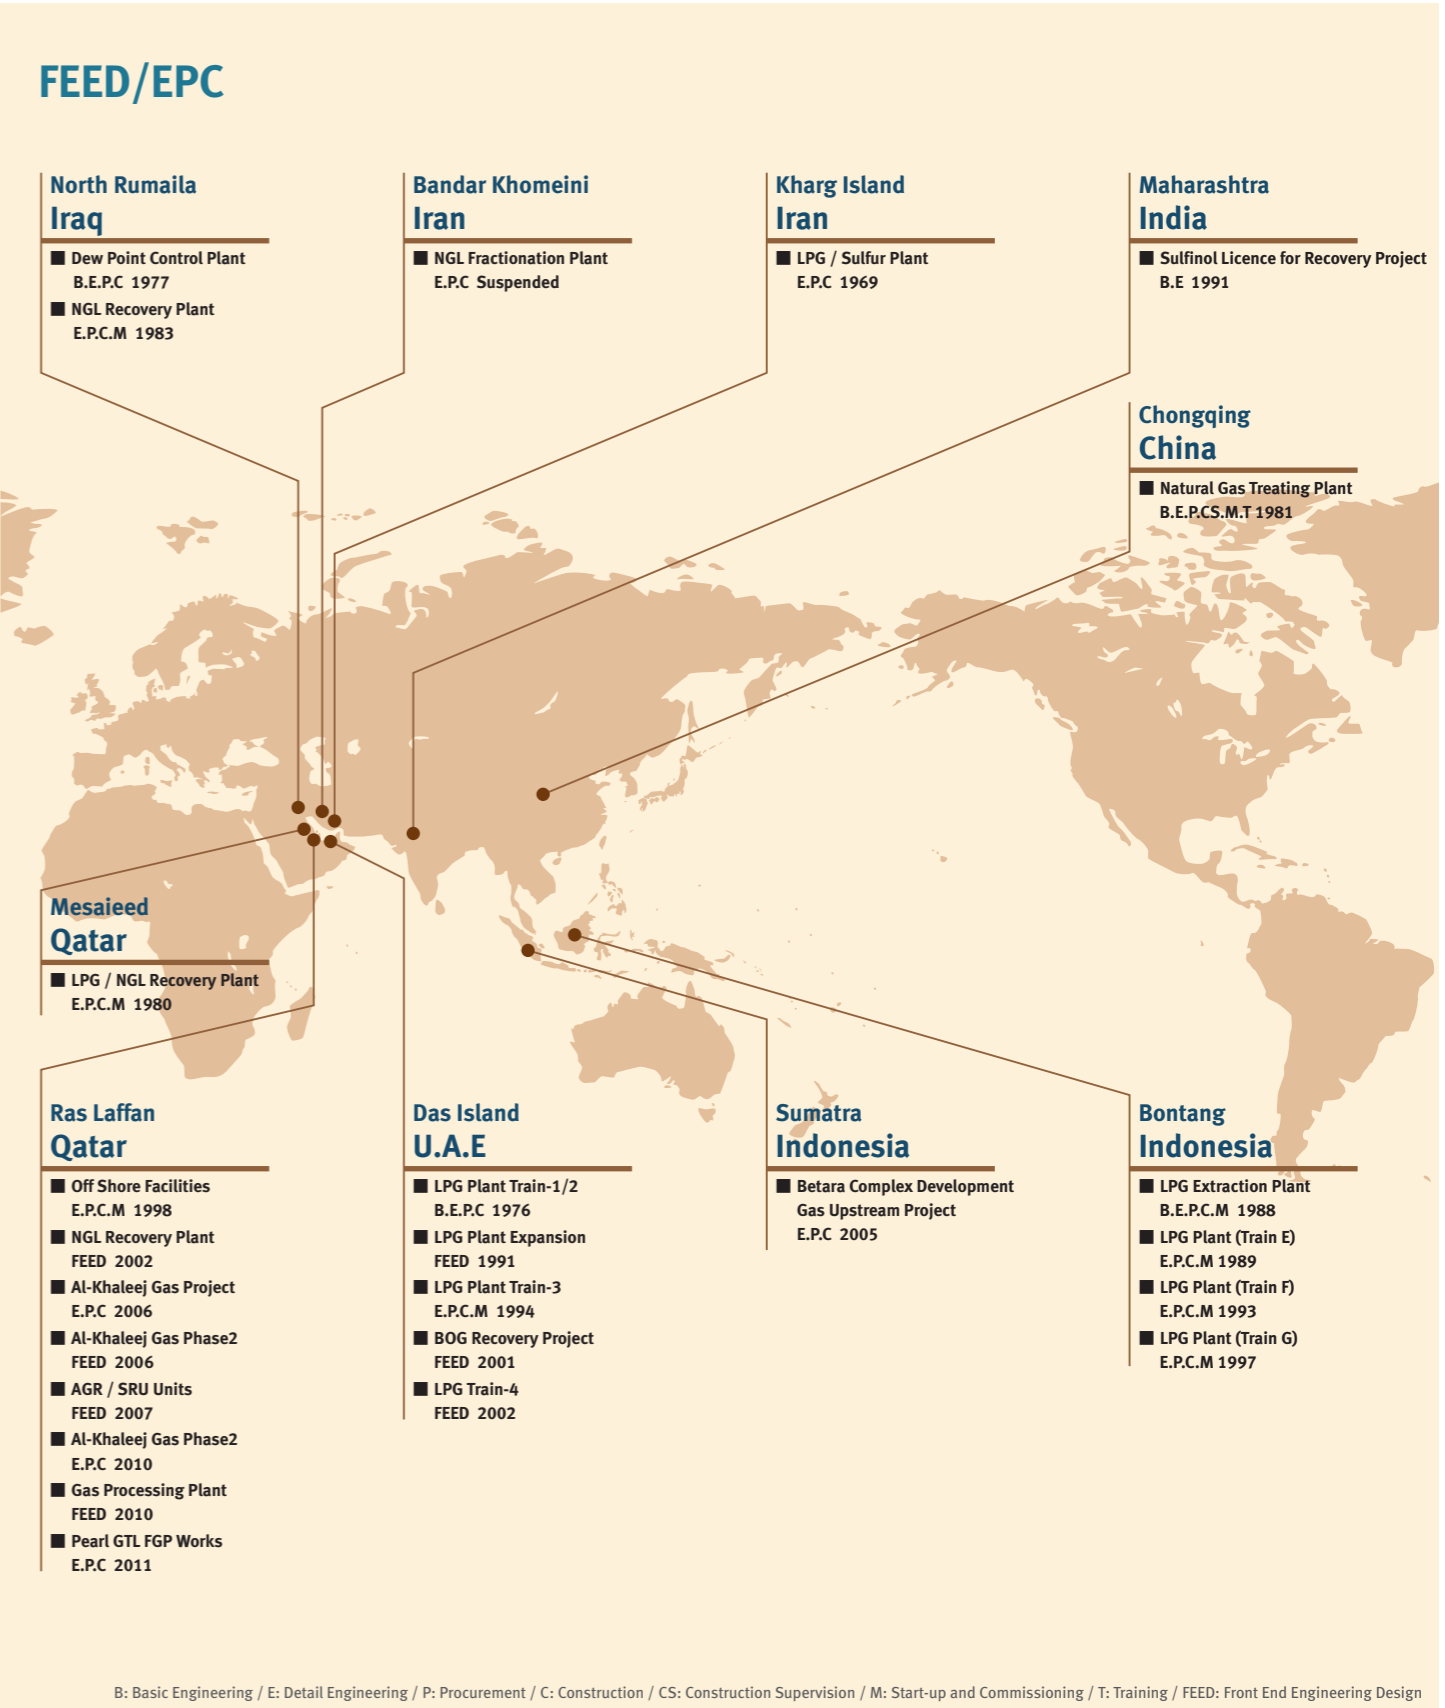 FEED/EPC
North Rumaila
Iraq
■ Dew Point Control Plant
B.E.P.C 1977
■ NGL Recovery Plant
E.P.C.M 1983
Bandar Khomeini
Iran
■ NGL Fractionation Plant
E.P.C Suspended
Kharg Island
Iran
■ LPG / Sulfur Plant
E.P.C 1969
Maharashtra
India
■ Sulfinol Licence for Recovery Project
B.E 1991
Chongqing
China
■ Natural Gas Treating Plant
B.E.P.CS.M.T 1981
Mesaieed
Qatar
■ LPG / NGL Recovery Plant
E.P.C.M 1980
Ras Laffan
Qatar
■ Off Shore Facilities
E.P.C.M 1998
■ NGL Recovery Plant
FEED 2002
■ Al-Khaleej Gas Project
E.P.C 2006
■ Al-Khaleej Gas Phase2
FEED 2006
■ AGR / SRU Units
FEED 2007
■ Al-Khaleej Gas Phase2
E.P.C 2010
■ Gas Processing Plant
FEED 2010
■ Pearl GTL FGP Works
E.P.C 2011
Das Island
U.A.E
■ LPG Plant Train-1/2
B.E.P.C 1976
■ LPG Plant Expansion
FEED 1991
■ LPG Plant Train-3
E.P.C.M 1994
■ BOG Recovery Project
FEED 2001
■ LPG Train-4
FEED 2002
Sumatra
Indonesia
■ Betara Complex Development
Gas Upstream Project
E.P.C 2005
Bontang
Indonesia
■ LPG Extraction Plant
B.E.P.C.M 1988
■ LPG Plant (Train E)
E.P.C.M 1989
■ LPG Plant (Train F)
E.P.C.M 1993
■ LPG Plant (Train G)
E.P.C.M 1997
B: Basic Engineering / E: Detail Engineering / P: Procurement / C: Construction / CS: Construction Supervision / M: Start-up and Commissioning / T: Training / FEED: Front End Engineering Design